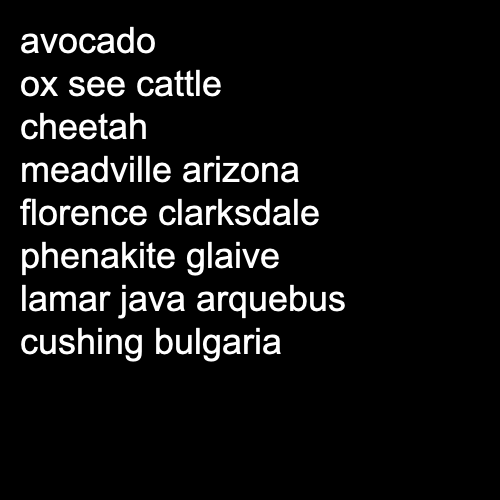 avocado
ox see cattle
cheetah
meadville arizona
florence clarksdale
phenakite glaive
lamar java arquebus
cushing bulgaria